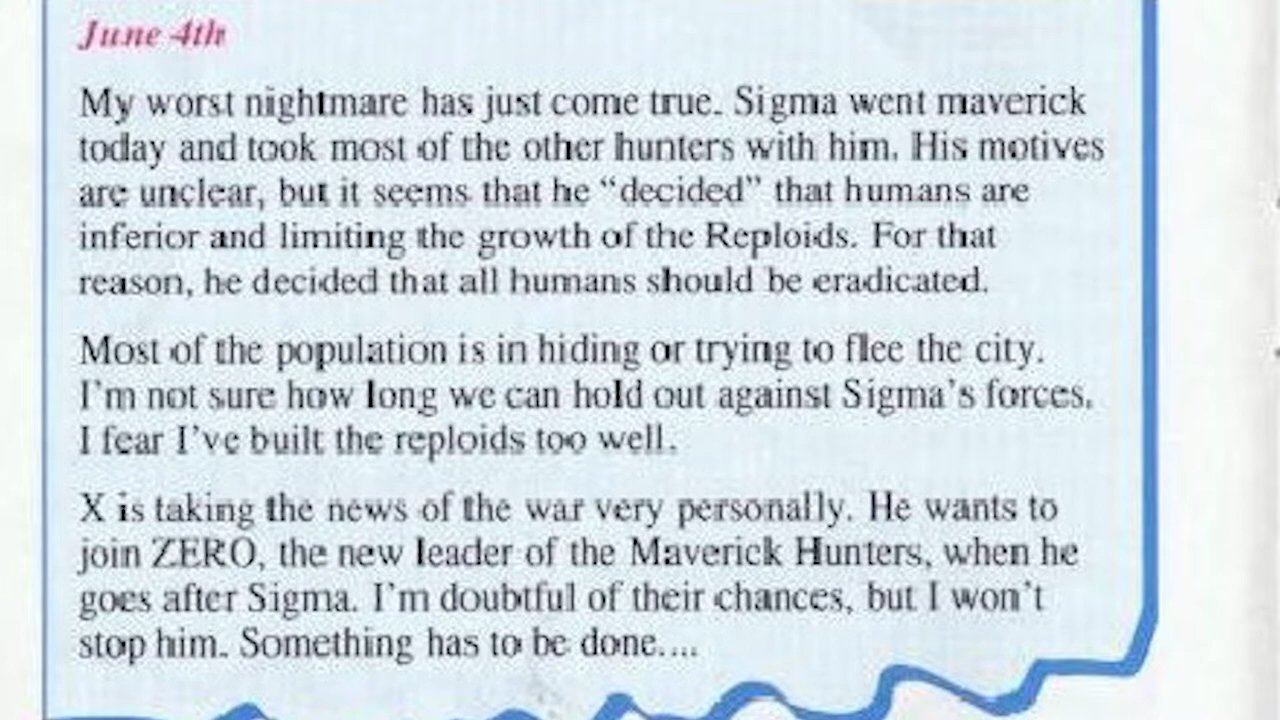 June 4th
My worst nightmare has just come true. Sigma went maverick
today and took most of the other hunters with him. His motives
are unclear, but it seems that he “decided” that humans are
inferior and limiting the growth of the Reploids. For that
reason, he decided that all humans should be eradicated.
Most of the population is in hiding or trying to flee the city.
I’m not sure how long we can hold out against Sigma’s forces.
I fear I’ve built the reploids too well.
X is taking the news of the war very personally. He wants to
join ZERO, the new leader of the Maverick Hunters, when he
goes after Sigma. I’m doubtful of their chances, but I won’t
stop him. Something has to be done....